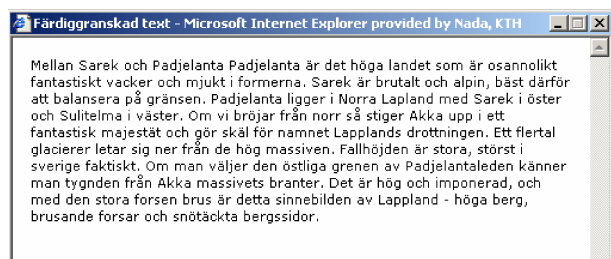 Färdiggranskad text - Microsoft Internet Explorer provided by Nada, KTH
Mellan Sarek och Padjelanta Padjelanta är det höga landet som är osannolikt
fantastiskt vacker och mjukt i formerna. Sarek är brutalt och alpin, bäst därför
att balansera på gränsen. Padjelanta ligger i Norra Lapland med Sarek i öster
och Sulitelma i väster. Om vi bröjar från norr så stiger Akka upp i ett
fantastisk majestät och gör skäl för namnet Lapplands drottningen. Ett flertal
glacierer letar sig ner från de hög massiven. Fallhöjden är stora, störst i
sverige faktiskt. Om man väljer den östliga grenen av Padjelantaleden känner
man tygnden från Akka massivets branter. Det är hög och imponerad, och
med den stora forsen brus är detta sinnebilden av Lappland - höga berg,
brusande forsar och snötäckta bergssidor.